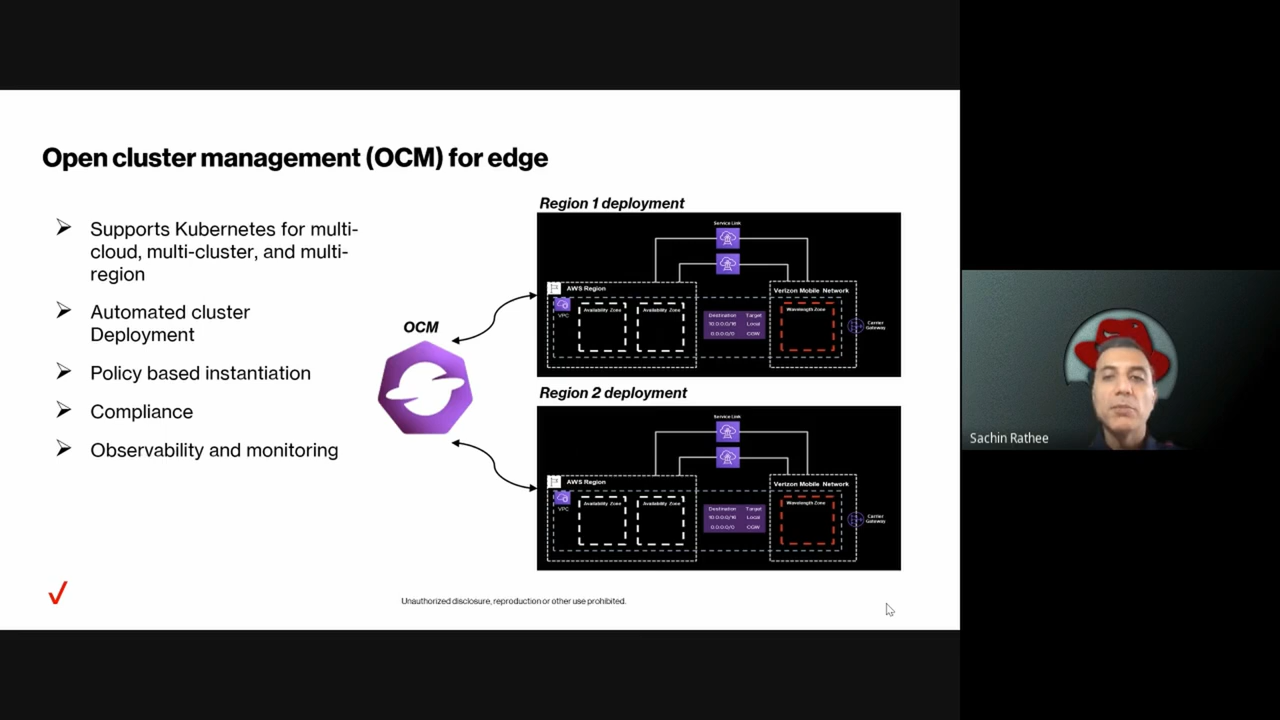 Open cluster management (OCM) for edge
Supports Kubernetes for multi-
cloud, multi-cluster, and multi-
region
Automated cluster
Deployment
Policy based instantiation
Compliance
Observability and monitoring
OCM
Region 1 deployment
Service Link
AWS Region
Verizon Mobile Network
VPC
Availability Zone
Availability Zone
Destination Target
10.0.0.0/16 Local
0.0.0.0/0 CGW
Wavelength Zone
Carrier
Gateway
Region 2 deployment
Service Link
AWS Region
Verizon Mobile Network
VPC
Availability Zone
Availability Zone
Destination Target
10.0.0.0/16 Local
0.0.0.0/0 CGW
Wavelength Zone
Carrier
Gateway
Unauthorized disclosure, reproduction or other use prohibited.
Sachin Rathee